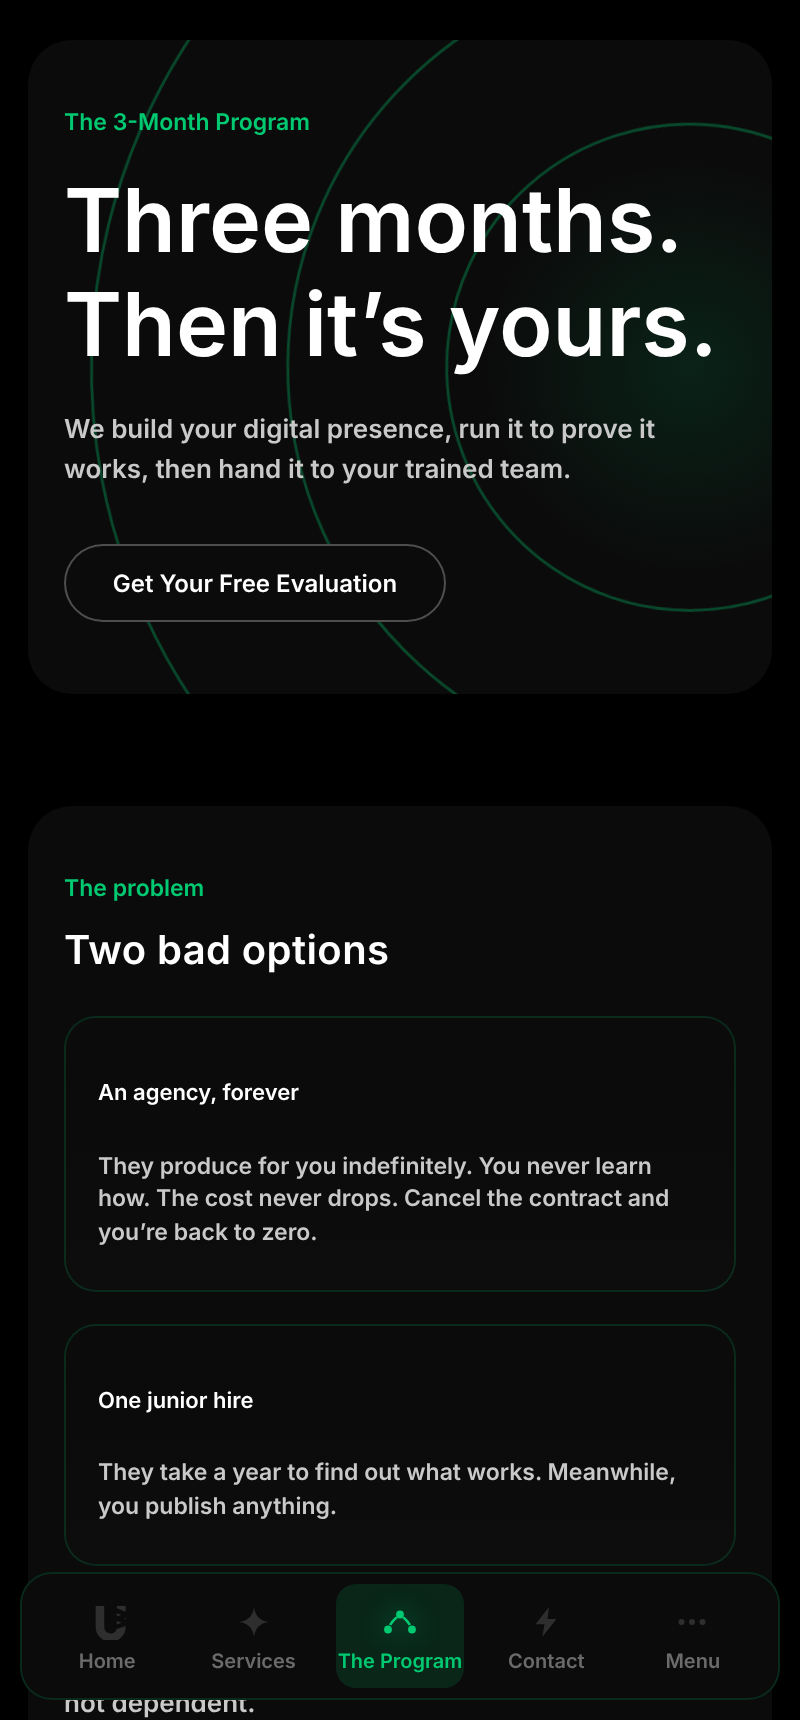 The 3-Month Program
Three months.
Then it’s yours.
We build your digital presence, run it to prove it
works, then hand it to your trained team.
Get Your Free Evaluation
The problem
Two bad options
An agency, forever
They produce for you indefinitely. You never learn
how. The cost never drops. Cancel the contract and
you’re back to zero.
One junior hire
They take a year to find out what works. Meanwhile,
you publish anything.
Home
Services
The Program
Contact
Menu
not dependent.